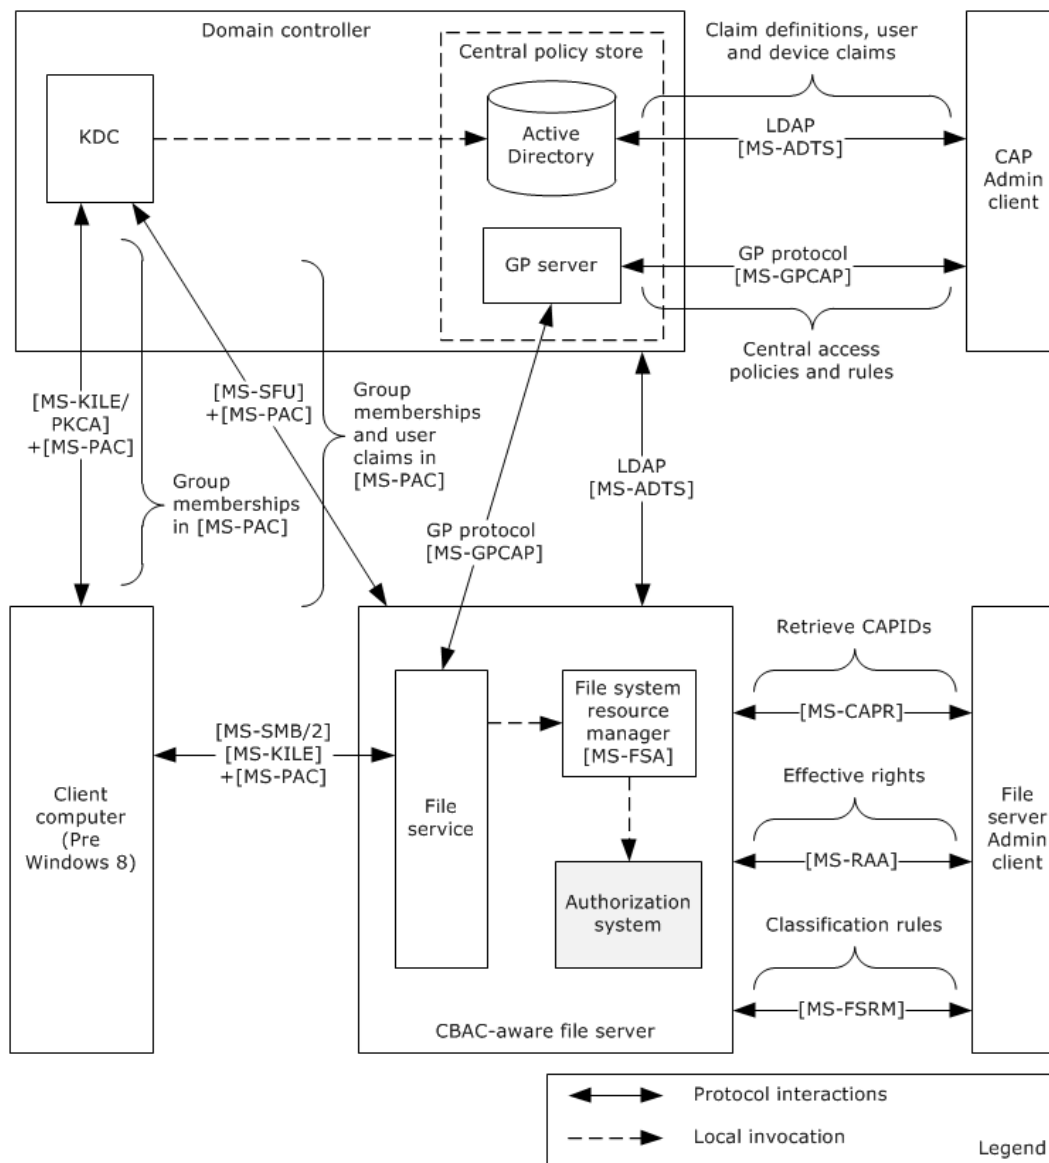 Domain controller
Central policy store
KDC
Active
Directory
GP server
Claim definitions, user
and device claims
LDAP
[MS-ADTS]
CAP
Admin
client
GP protocol
[MS-GPCAP]
Central access
policies and rules
[MS-KILE/
PKCA]
+[MS-PAC]
Group
memberships
in [MS-PAC]
[MS-SFU]
+[MS-PAC]
Group
memberships
and user
claims in
[MS-PAC]
GP protocol
[MS-GPCAP]
LDAP
[MS-ADTS]
Client
computer
(Pre
Windows 8)
[MS-SMB/2]
[MS-KILE]
+[MS-PAC]
File
service
File system
resource
manager
[MS-FSA]
Authorization
system
CBAC-aware file server
Retrieve CAPIDs
[MS-CAPR]
Effective rights
[MS-RAA]
Classification rules
[MS-FSRM]
File
server
Admin
client
Protocol interactions
Local invocation
Legend